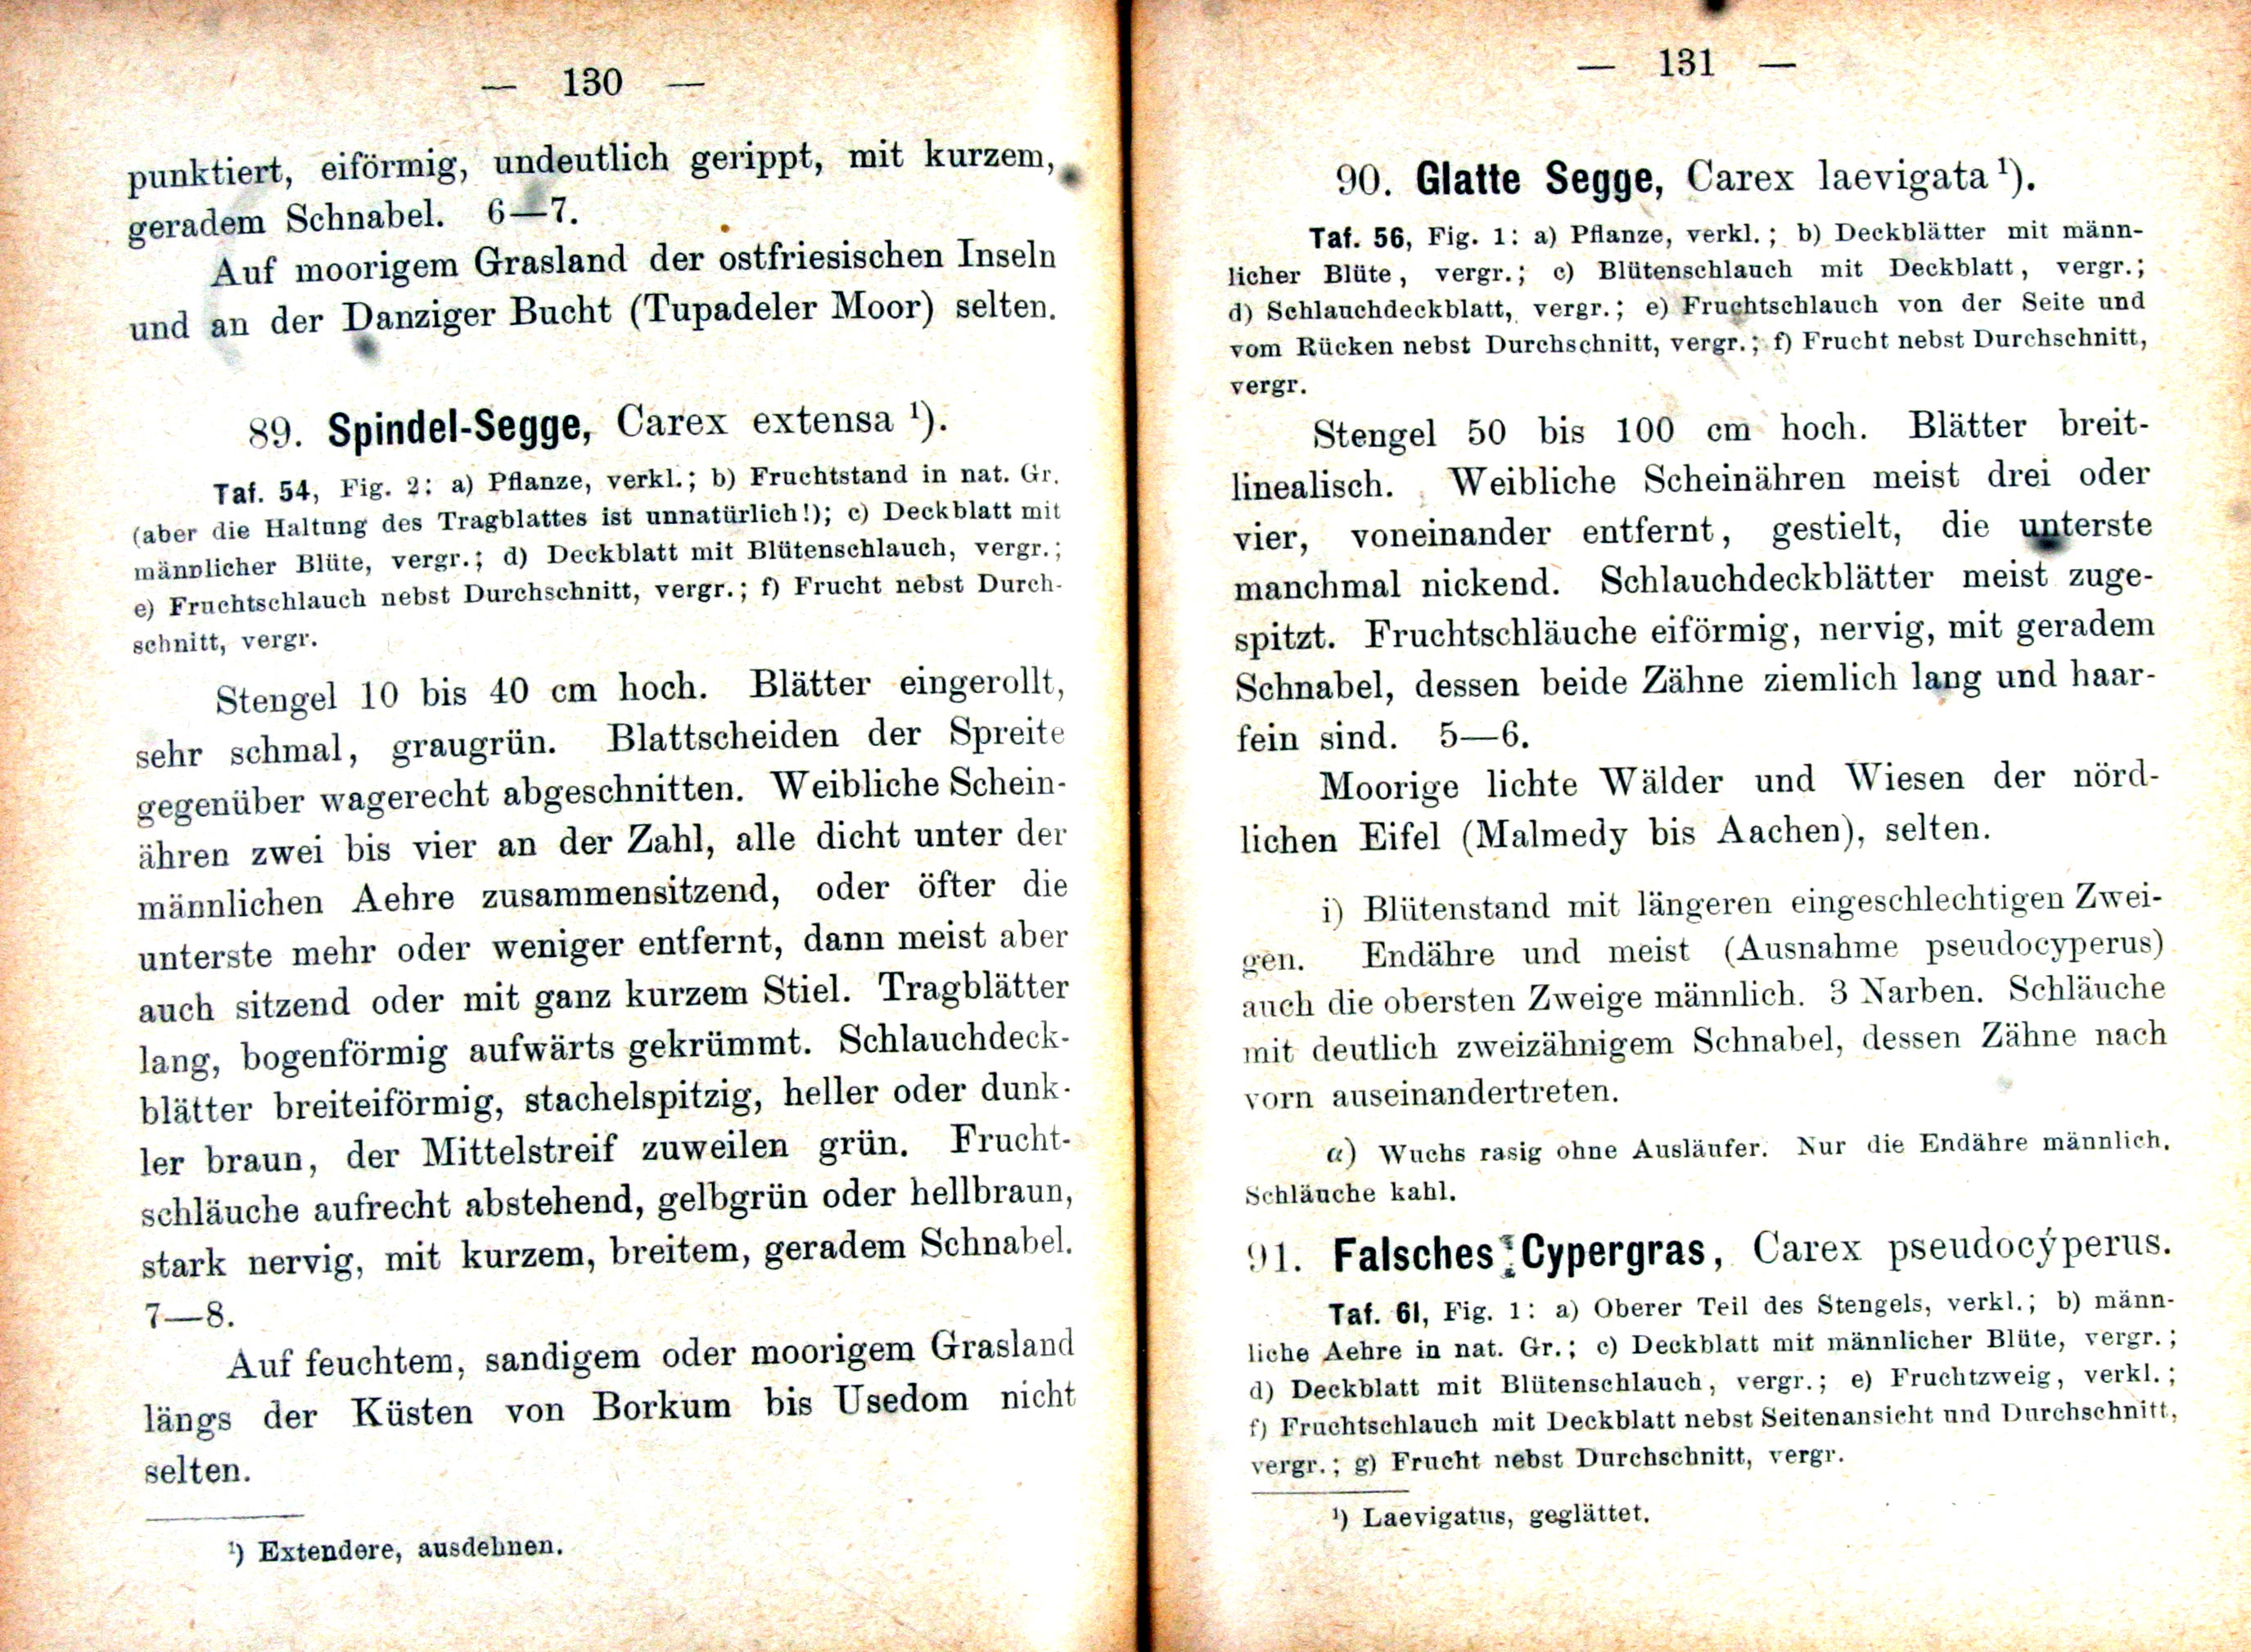 — 130 —
punktiert, eiförmig, undeutlich gerippt, mit kurzem,
geradem Schnabel. 6—7.
Auf moorigem Grasland der ostfriesischen Inseln
und an der Danziger Bucht (Tupadeler Moor) selten.
89. Spindel-Segge, Carex extensa ¹).
Taf. 54, Fig. 2: a) Pflanze, verkl.; b) Fruchtstand in nat. Gr.
(aber die Haltung des Tragblattes ist unnatürlich!); c) Deckblatt mit
männlicher Blüte, vergr.; d) Deckblatt mit Blütenschlauch, vergr.;
e) Fruchtschlauch nebst Durchschnitt, vergr.; f) Frucht nebst Durch-
schnitt, vergr.
Stengel 10 bis 40 cm hoch. Blätter eingerollt,
sehr schmal, graugrün. Blattscheiden der Spreite
gegenüber wagerecht abgeschnitten. Weibliche Schein-
ähren zwei bis vier an der Zahl, alle dicht unter der
männlichen Aehre zusammensitzend, oder öfter die
unterste mehr oder weniger entfernt, dann meist aber
auch sitzend oder mit ganz kurzem Stiel. Tragblätter
lang, bogenförmig aufwärts gekrümmt. Schlauchdeck-
blätter breiteiförmig, stachelspitzig, heller oder dunk-
ler braun, der Mittelstreif zuweilen grün. Frucht-
schläuche aufrecht abstehend, gelbgrün oder hellbraun,
stark nervig, mit kurzem, breitem, geradem Schnabel.
7—8.
Auf feuchtem, sandigem oder moorigem Grasland
längs der Küsten von Borkum bis Usedom nicht
selten.
¹) Extendere, ausdehnen.
— 131 —
90. Glatte Segge, Carex laevigata ¹).
Taf. 56, Fig. 1: a) Pflanze, verkl.; b) Deckblätter mit männ-
licher Blüte, vergr.; c) Blütenschlauch mit Deckblatt, vergr.;
d) Schlauchdeckblatt, vergr.; e) Fruchtschlauch von der Seite und
vom Rücken nebst Durchschnitt, vergr.; f) Frucht nebst Durchschnitt,
vergr.
Stengel 50 bis 100 cm hoch. Blätter breit-
linealisch. Weibliche Scheinähren meist drei oder
vier, voneinander entfernt, gestielt, die unterste
manchmal nickend. Schlauchdeckblätter meist zuge-
spitzt. Fruchtschläuche eiförmig, nervig, mit geradem
Schnabel, dessen beide Zähne ziemlich lang und haar-
fein sind. 5—6.
Moorige lichte Wälder und Wiesen der nörd-
lichen Eifel (Malmedy bis Aachen), selten.
i) Blütenstand mit längeren eingeschlechtigen Zwei-
gen. Endähre und meist (Ausnahme pseudocyperus)
auch die obersten Zweige männlich. 3 Narben. Schläuche
mit deutlich zweizähnigem Schnabel, dessen Zähne nach
vorn auseinandertreten.
α) Wuchs rasig ohne Ausläufer. Nur die Endähre männlich.
Schläuche kahl.
91. Falsches Cypergras, Carex pseudocýperus.
Taf. 61, Fig. 1: a) Oberer Teil des Stengels, verkl.; b) männ-
liche Aehre in nat. Gr.; c) Deckblatt mit männlicher Blüte, vergr.;
d) Deckblatt mit Blütenschlauch, vergr.; e) Fruchtzweig, verkl.;
f) Fruchtschlauch mit Deckblatt nebst Seitenansicht und Durchschnitt,
vergr.; g) Frucht nebst Durchschnitt, vergr.
¹) Laevigatus, geglättet.